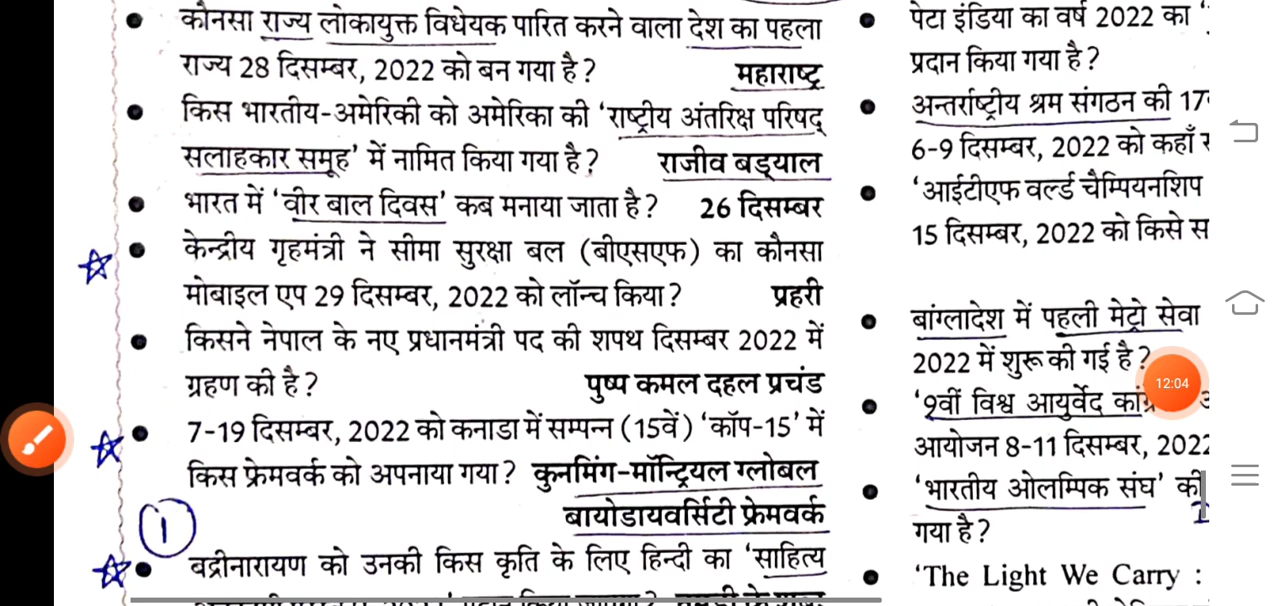 कौनसा राज्य लोकायुक्त विधेयक पारित करने वाला देश का पहला
राज्य 28 दिसम्बर, 2022 को बन गया है? महाराष्ट्र
किस भारतीय-अमेरिकी को अमेरिका की ‘राष्ट्रीय अंतरिक्ष परिषद्
सलाहकार समूह’ में नामित किया गया है? राजीव बड्याल
भारत में ‘वीर बाल दिवस’ कब मनाया जाता है? 26 दिसम्बर
केन्द्रीय गृहमंत्री ने सीमा सुरक्षा बल (बीएसएफ) का कौनसा
मोबाइल एप 29 दिसम्बर, 2022 को लॉन्च किया? प्रहरी
किसने नेपाल के नए प्रधानमंत्री पद की शपथ दिसम्बर 2022 में
ग्रहण की है? पुष्प कमल दहल प्रचंड
7-19 दिसम्बर, 2022 को कनाडा में सम्पन्न (15वें) ‘कॉप-15’ में
किस फ्रेमवर्क को अपनाया गया? कुनमिंग-मॉन्ट्रियल ग्लोबल
बायोडायवर्सिटी फ्रेमवर्क
1
बद्रीनारायण को उनकी किस कृति के लिए हिन्दी का ‘साहित्य
पेटा इंडिया का वर्ष 2022 का
प्रदान किया गया है?
अन्तर्राष्ट्रीय श्रम संगठन की 17
6-9 दिसम्बर, 2022 को कहाँ
‘आईटीएफ वर्ल्ड चैम्पियनशिप
15 दिसम्बर, 2022 को किसे
बांग्लादेश में पहली मेट्रो सेवा
2022 में शुरू की गई है?
12:04
‘9वीं विश्व आयुर्वेद
आयोजन 8-11 दिसम्बर, 2022
‘भारतीय ओलम्पिक संघ’ की
गया है?
‘The Light We Carry :